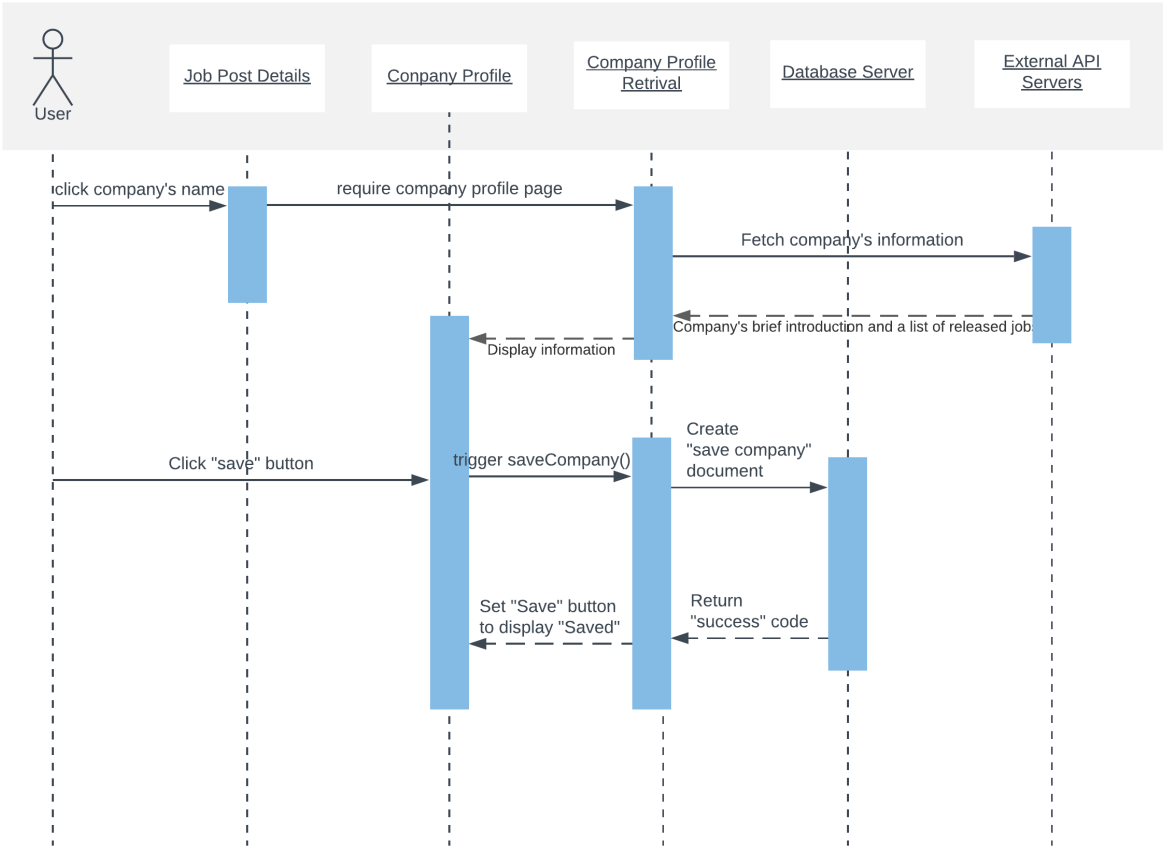 User
Job Post Details
Conpany Profile
Company Profile
Retrival
Database Server
External API
Servers
click company's name
require company profile page
Fetch company's information
Company's brief introduction and a list of released jobs
Display information
Click "save" button
trigger saveCompany()
Create
"save company"
document
Set "Save" button
to display "Saved"
Return
"success" code